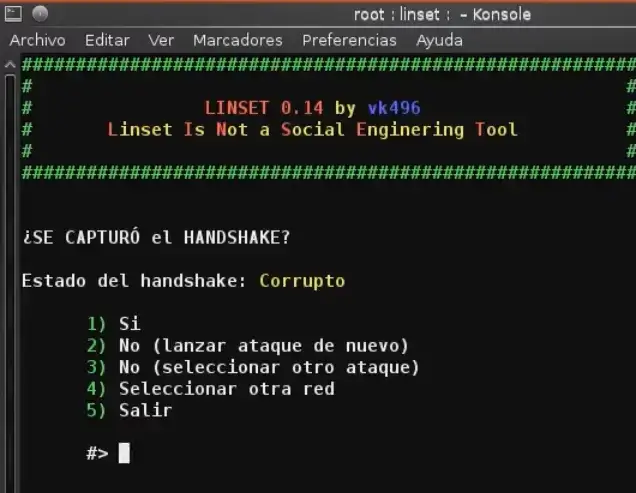 root : linset : – Konsole
Archivo Editar Ver Marcadores Preferencias Ayuda
#########################################################
# #
# LINSET 0.14 by vk496 #
# Linset Is Not a Social Enginering Tool #
# #
#########################################################
¿SE CAPTURÓ el HANDSHAKE?
Estado del handshake: Corrupto
1) Si
2) No (lanzar ataque de nuevo)
3) No (seleccionar otro ataque)
4) Seleccionar otra red
5) Salir
#>